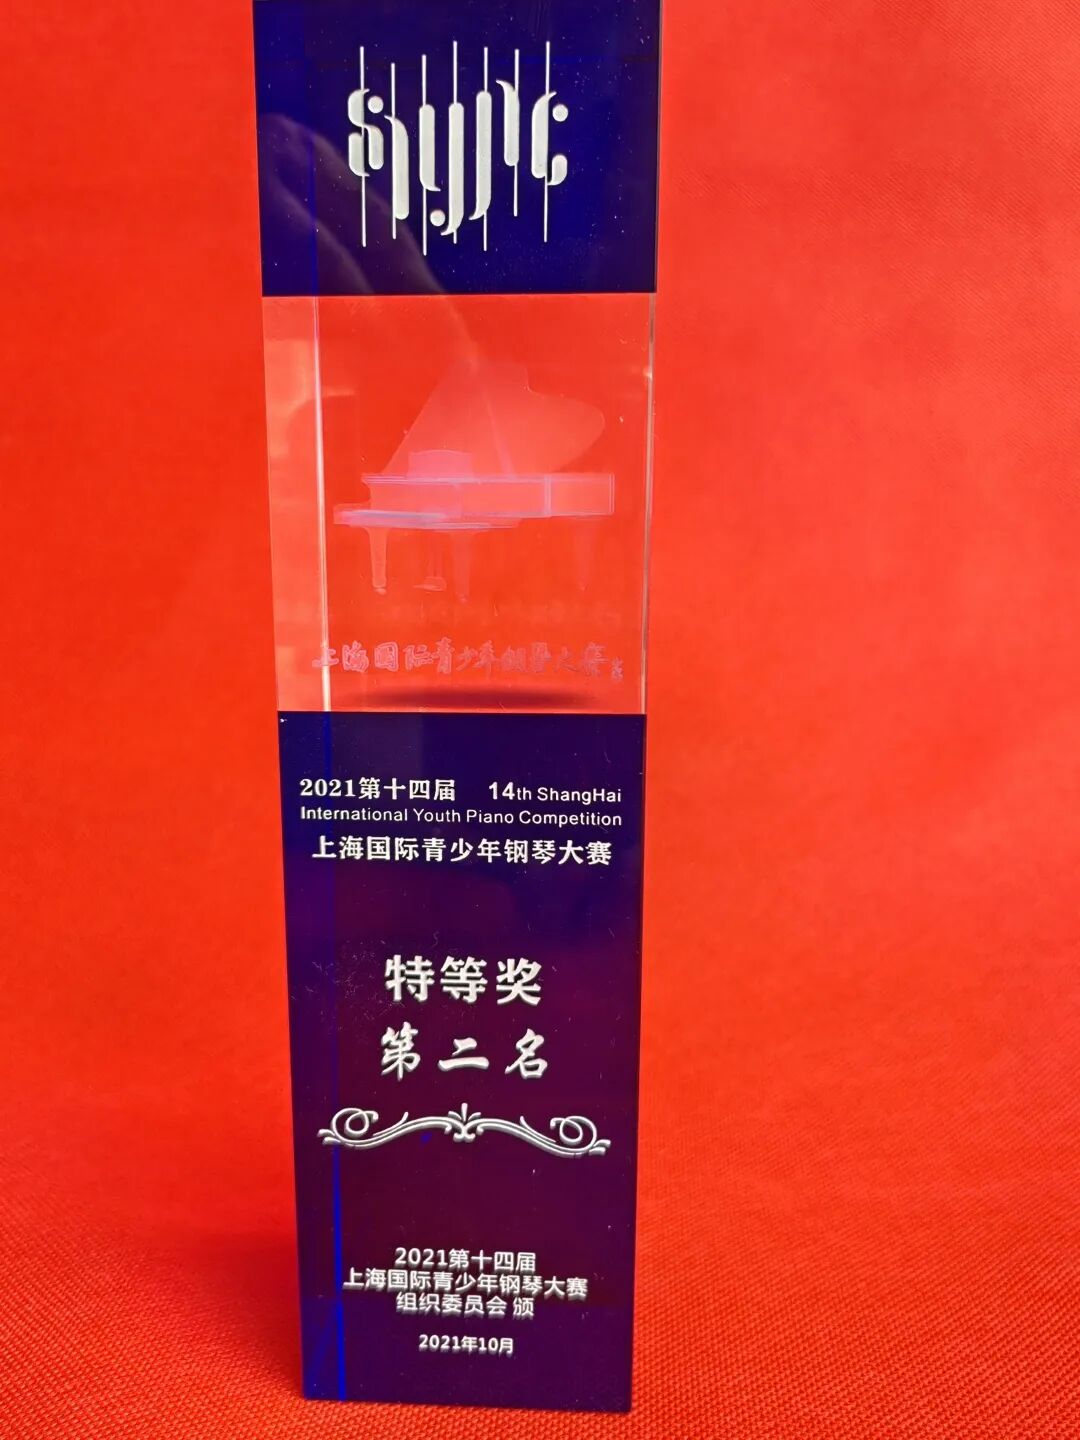 上海国际青少年钢琴大赛
2021第十四届 14th ShangHai
International Youth Piano Competition
上海国际青少年钢琴大赛
特等奖
第二名
2021第十四届
上海国际青少年钢琴大赛
组织委员会 颁
2021年10月